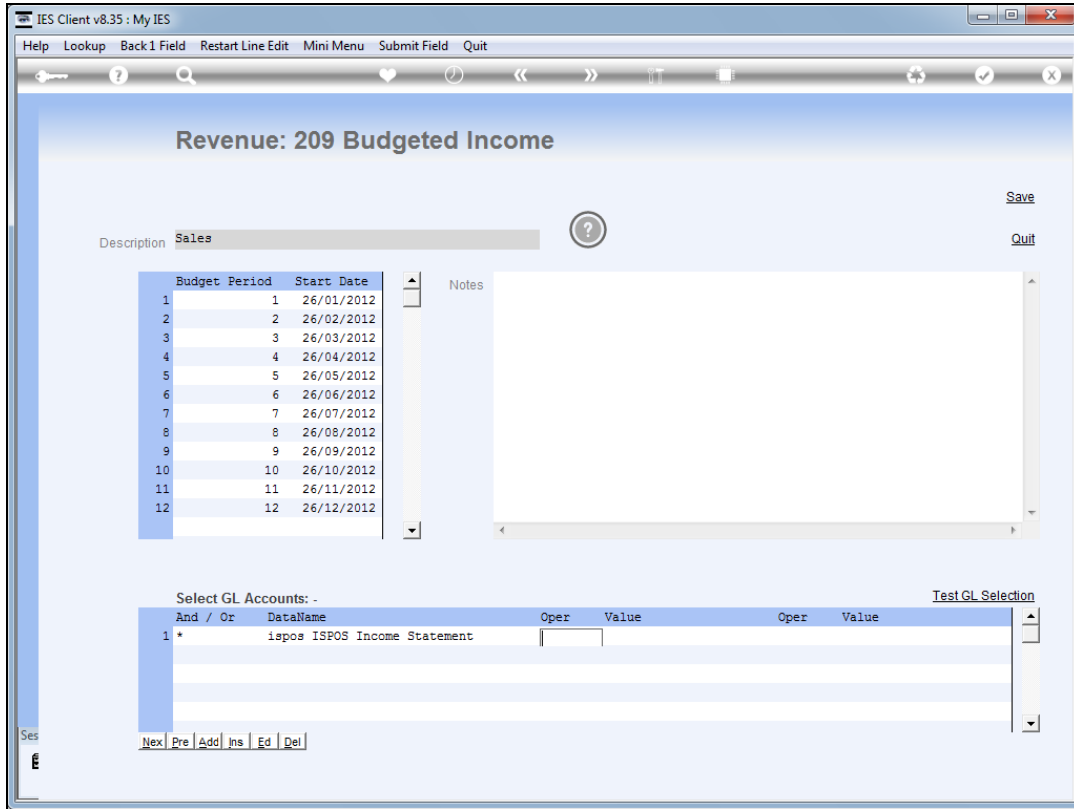 IES Client v8.35 : My IES
Help Lookup Back 1 Field Restart Line Edit Mini Menu Submit Field Quit
Revenue: 209 Budgeted Income
Save
Description Sales
?
Quit
Budget Period Start Date
Notes
1 1 26/01/2012
2 2 26/02/2012
3 3 26/03/2012
4 4 26/04/2012
5 5 26/05/2012
6 6 26/06/2012
7 7 26/07/2012
8 8 26/08/2012
9 9 26/09/2012
10 10 26/10/2012
11 11 26/11/2012
12 12 26/12/2012
Select GL Accounts: -
Test GL Selection
And / Or DataName Oper Value Oper Value
1 * ispos ISPOS Income Statement
Ses
Nex Pre Add Ins Ed Del